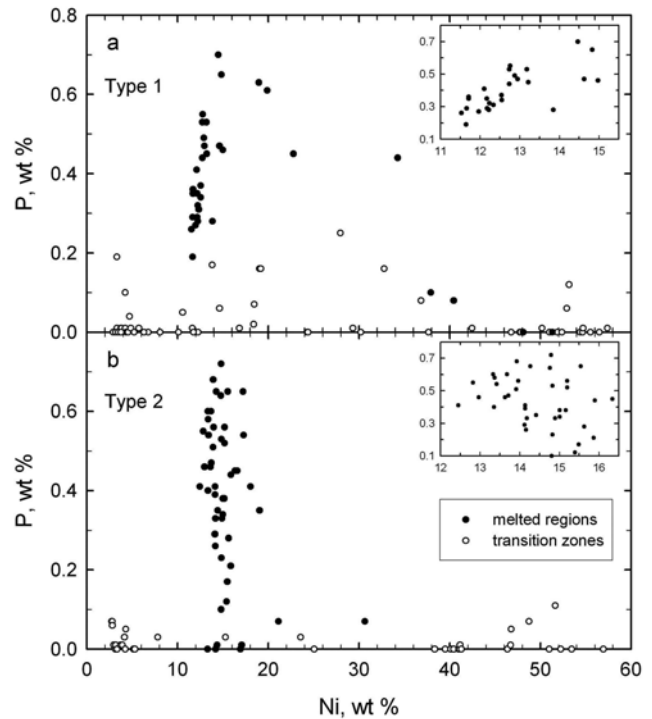 a
Type 1
P, wt %
0.8
0.6
0.4
0.2
0.0
0.7
0.5
0.3
0.1
11 12 13 14 15
b
Type 2
P, wt %
0.8
0.6
0.4
0.2
0.0
0.7
0.5
0.3
0.1
12 13 14 15 16
melted regions
transition zones
0 10 20 30 40 50 60
Ni, wt %